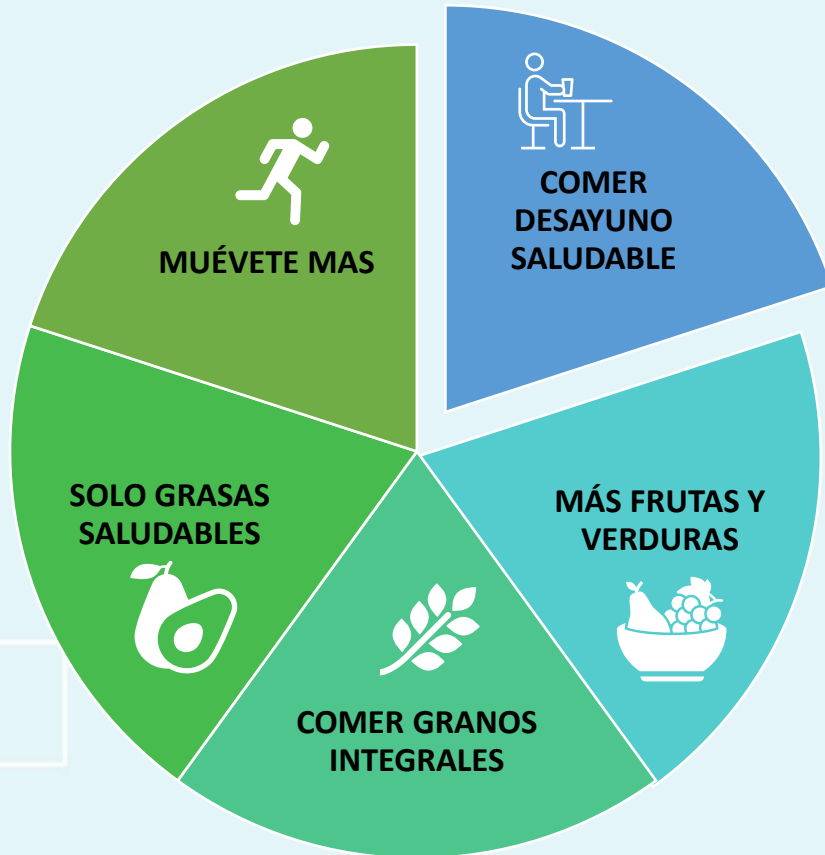 COMER
DESAYUNO
SALUDABLE
MUÉVETE MAS
SOLO GRASAS
SALUDABLES
MÁS FRUTAS Y
VERDURAS
COMER GRANOS
INTEGRALES